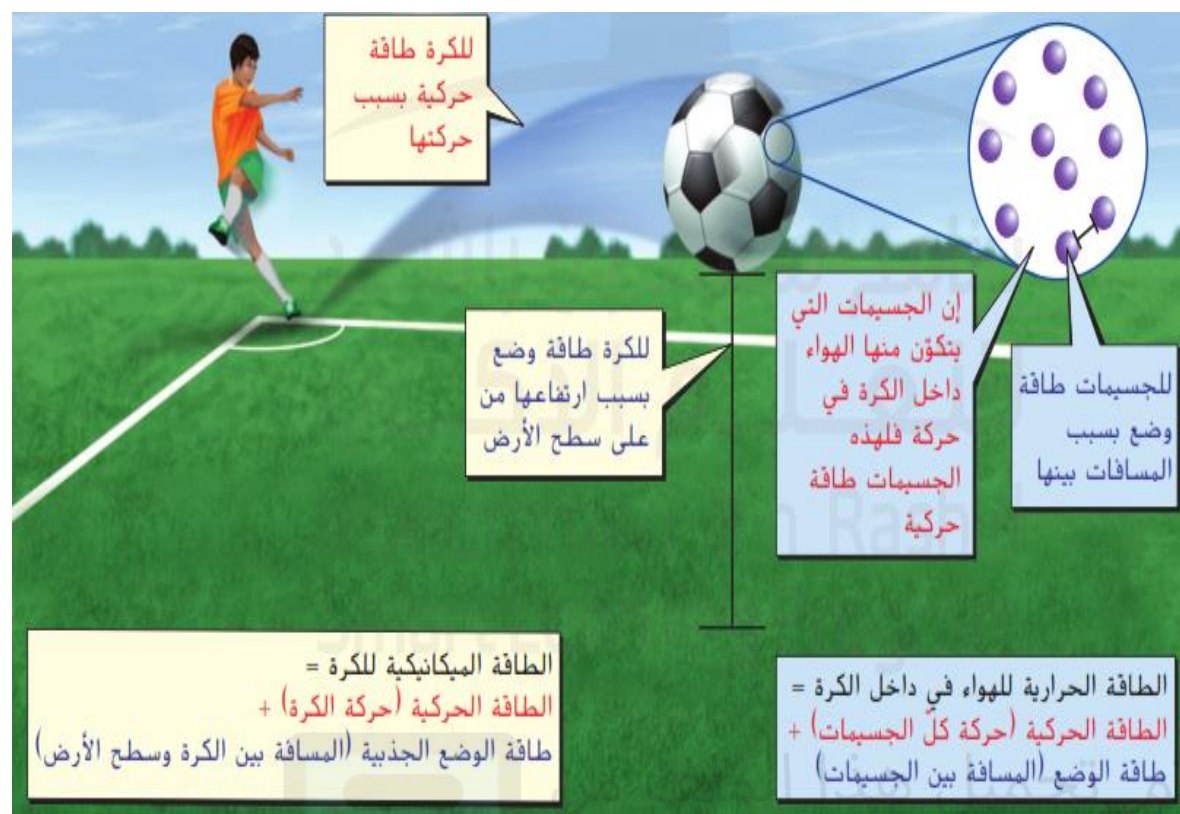 للكرة طاقة
حركية بسبب
حركتها
للكرة طاقة وضع
بسبب ارتفاعها من
على سطح الأرض
إن الجسيمات التي
يتكوّن منها الهواء
داخل الكرة في
حركة فلهذه
الجسيمات طاقة
حركية
للجسيمات طاقة
وضع بسبب
المسافات بينها
الطاقة الميكانيكية للكرة =
الطاقة الحركية (حركة الكرة) +
طاقة الوضع الجذبية (المسافة بين الكرة وسطح الأرض)
الطاقة الحرارية للهواء في داخل الكرة =
الطاقة الحركية (حركة كلّ الجسيمات) +
طاقة الوضع (المسافة بين الجسيمات)